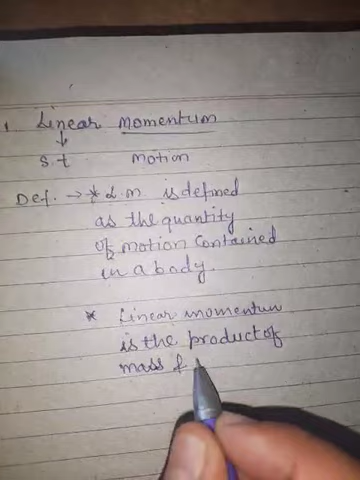 1 Linear Momentum
↓
s.t Motion
Def. → * L.M is defined
as the quantity
of motion contained
in a body.
* Linear momentum
is the product of
mass &